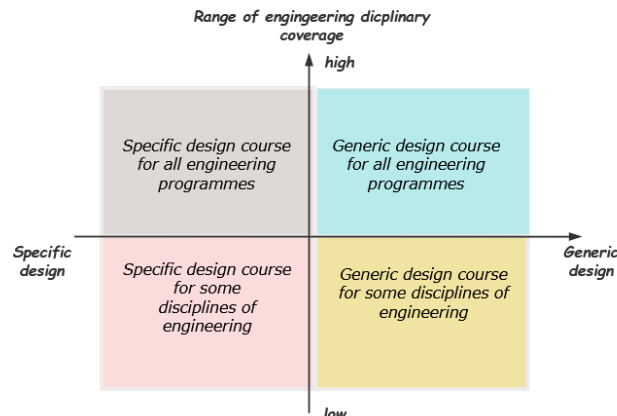 Range of engingeering dicplinary
coverage
high
Specific design course
for all engineering
programmes
Generic design course
for all engineering
programmes
Specific
design
Generic
design
Specific design course
for some
disciplines of
engineering
Generic design course
for some disciplines of
engineering
low